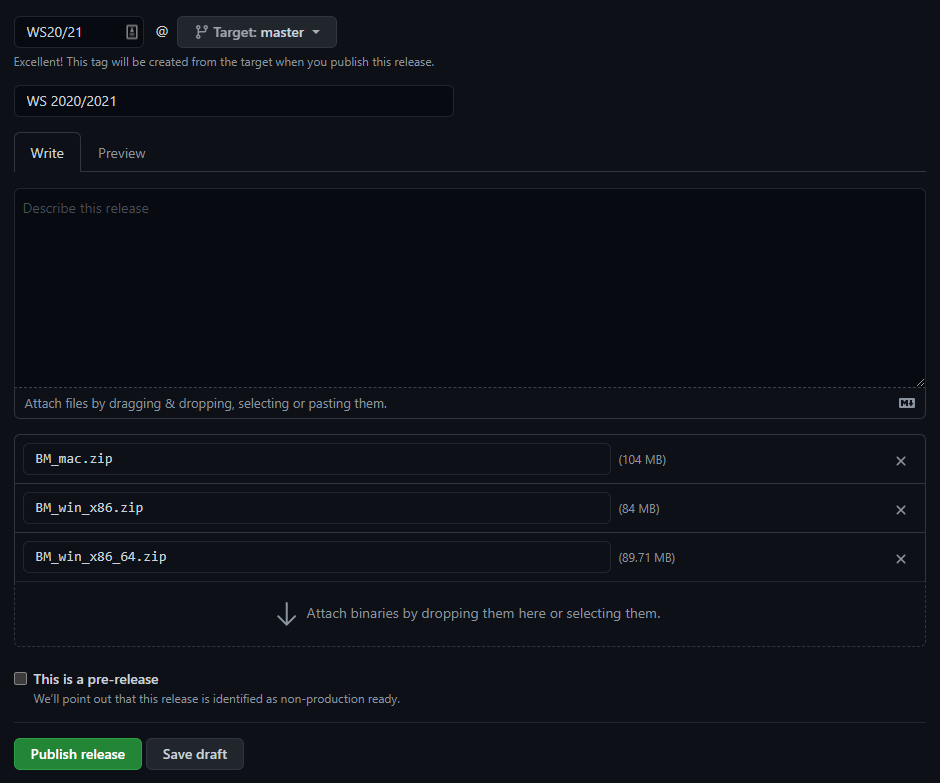 WS20/21 @ Target: master
Excellent! This tag will be created from the target when you publish this release.
WS 2020/2021
Write Preview
Describe this release
Attach files by dragging & dropping, selecting or pasting them.
BM_mac.zip (104 MB)
BM_win_x86.zip (84 MB)
BM_win_x86_64.zip (89.71 MB)
Attach binaries by dropping them here or selecting them.
This is a pre-release
We'll point out that this release is identified as non-production ready.
Publish release Save draft